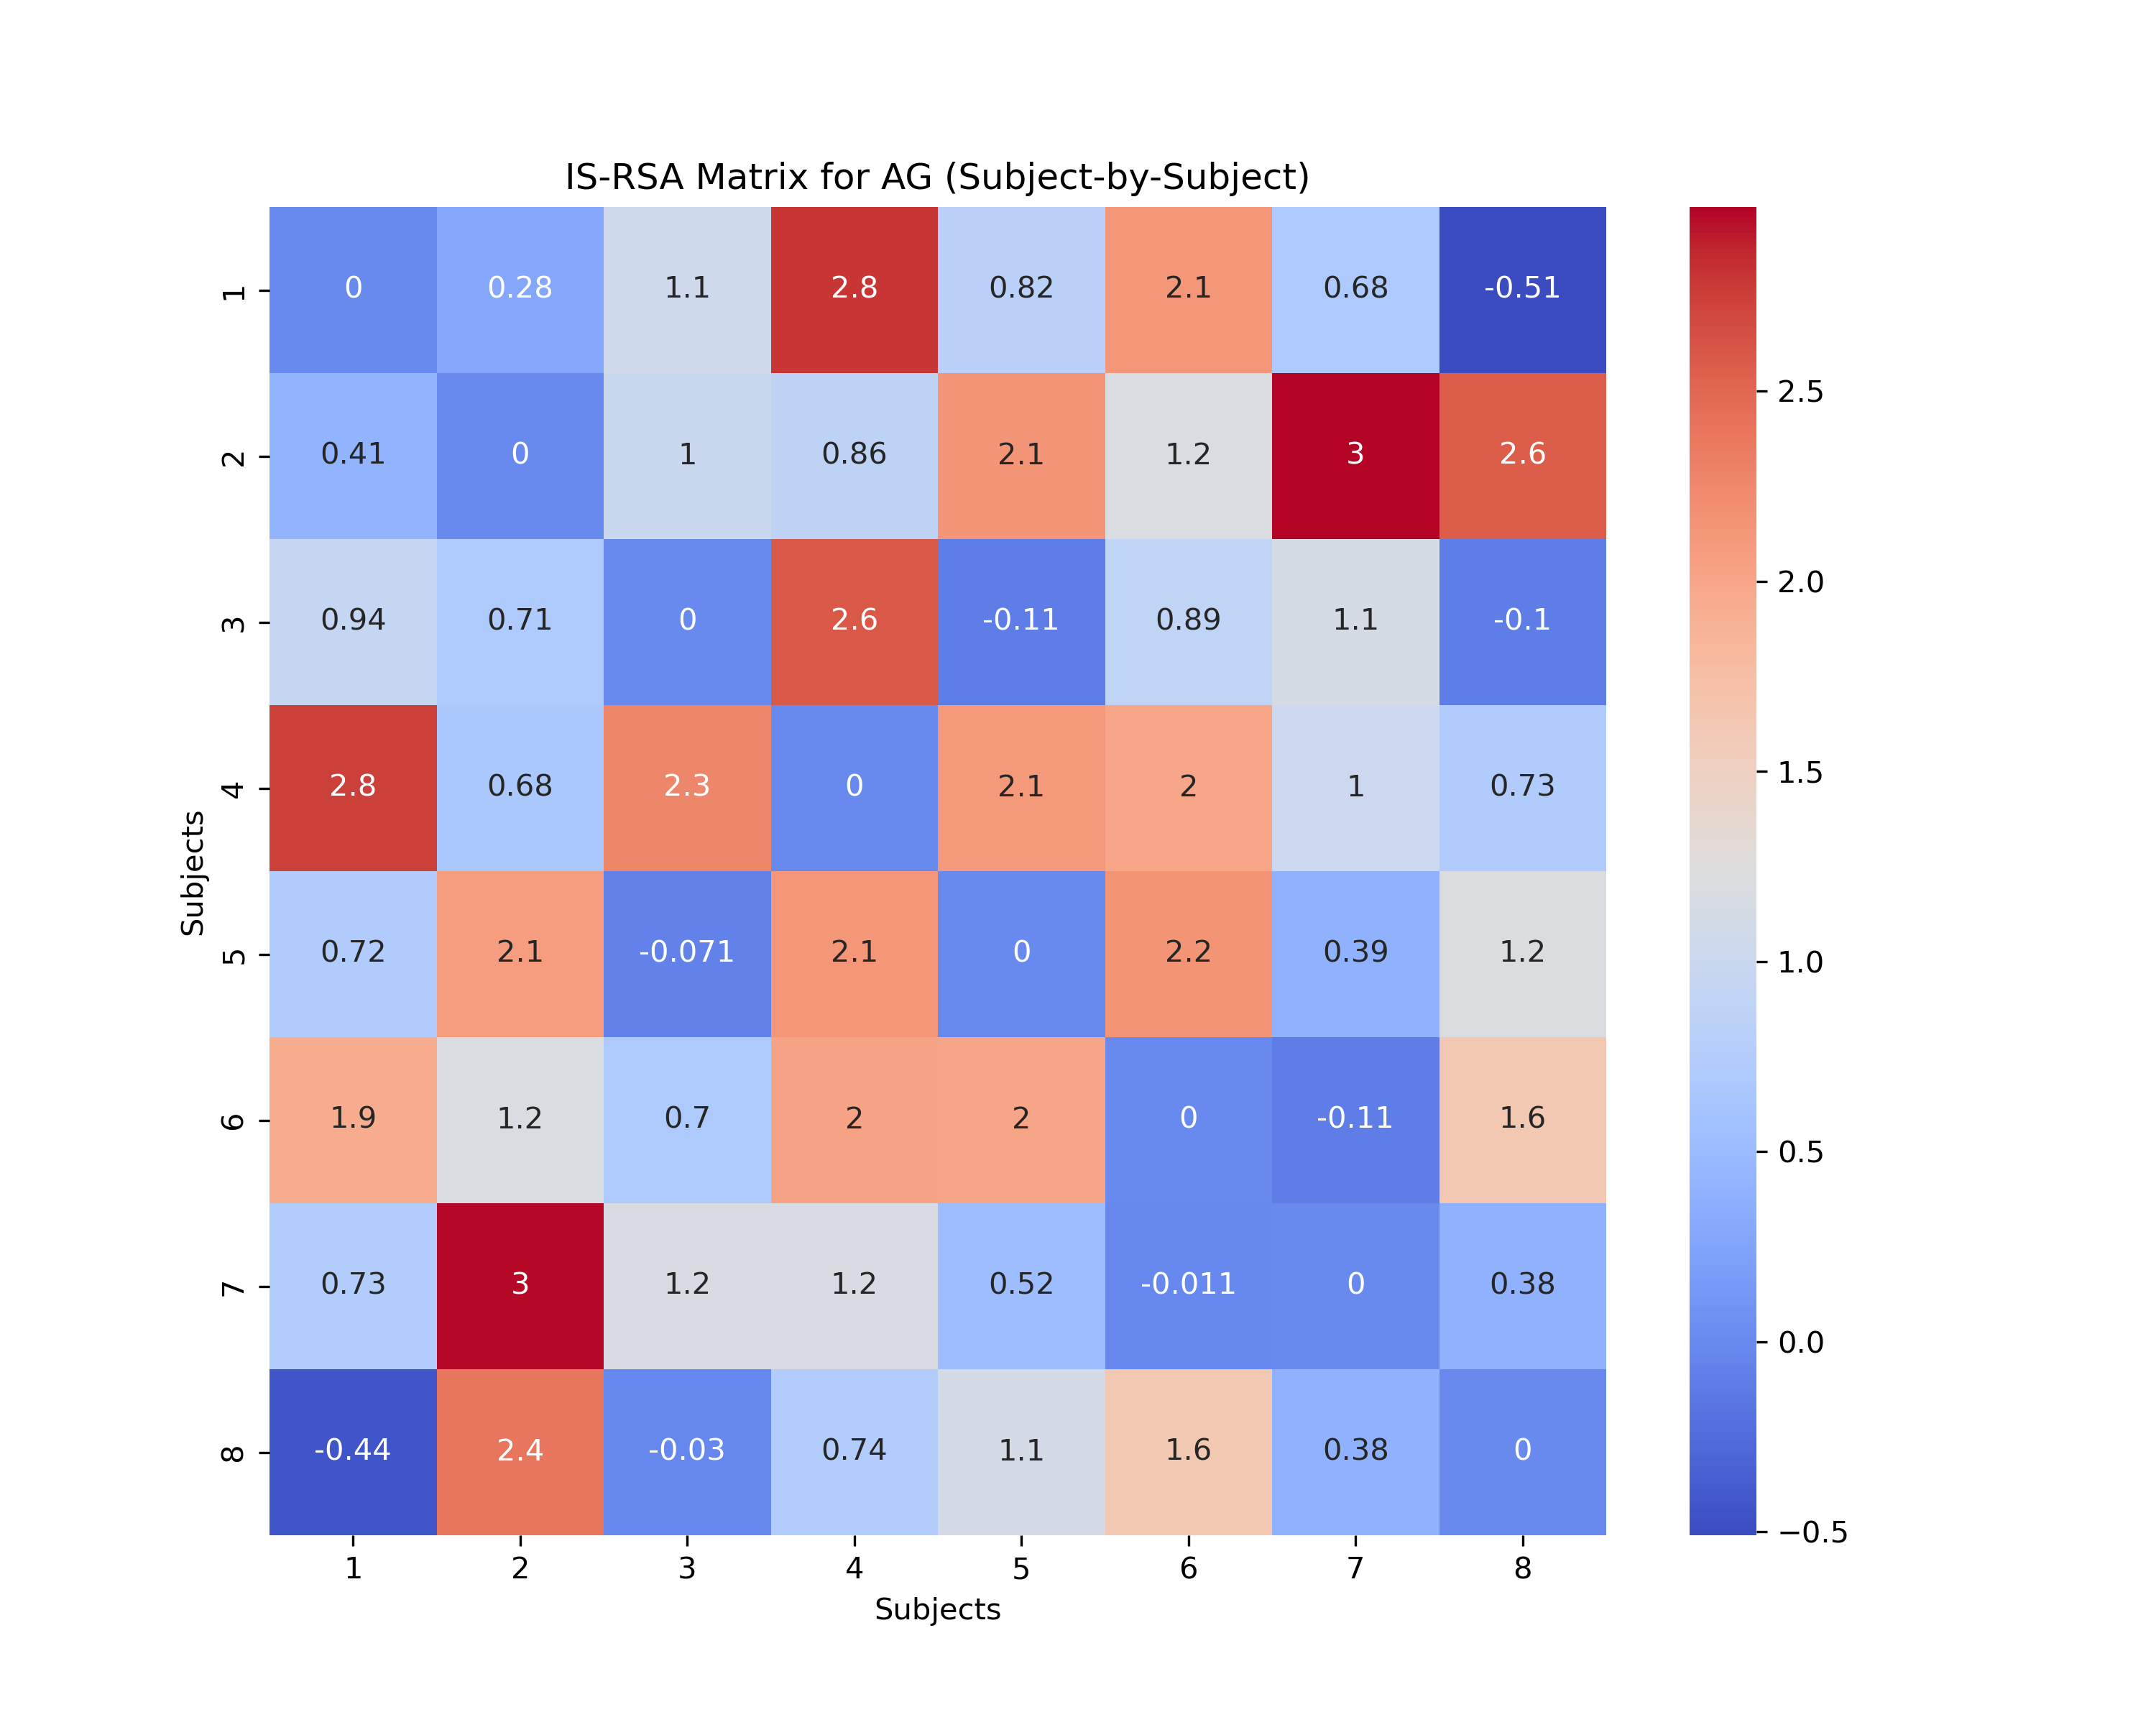 IS-RSA Matrix for AG (Subject-by-Subject)
1 0 0.28 1.1 2.8 0.82 2.1 0.68 -0.51
2 0.41 0 1 0.86 2.1 1.2 3 2.6
3 0.94 0.71 0 2.6 -0.11 0.89 1.1 -0.1
4 2.8 0.68 2.3 0 2.1 2 1 0.73
5 0.72 2.1 -0.071 2.1 0 2.2 0.39 1.2
6 1.9 1.2 0.7 2 2 0 -0.11 1.6
7 0.73 3 1.2 1.2 0.52 -0.011 0 0.38
8 -0.44 2.4 -0.03 0.74 1.1 1.6 0.38 0
1 2 3 4 5 6 7 8
Subjects
Subjects
2.5
2.0
1.5
1.0
0.5
0.0
−0.5